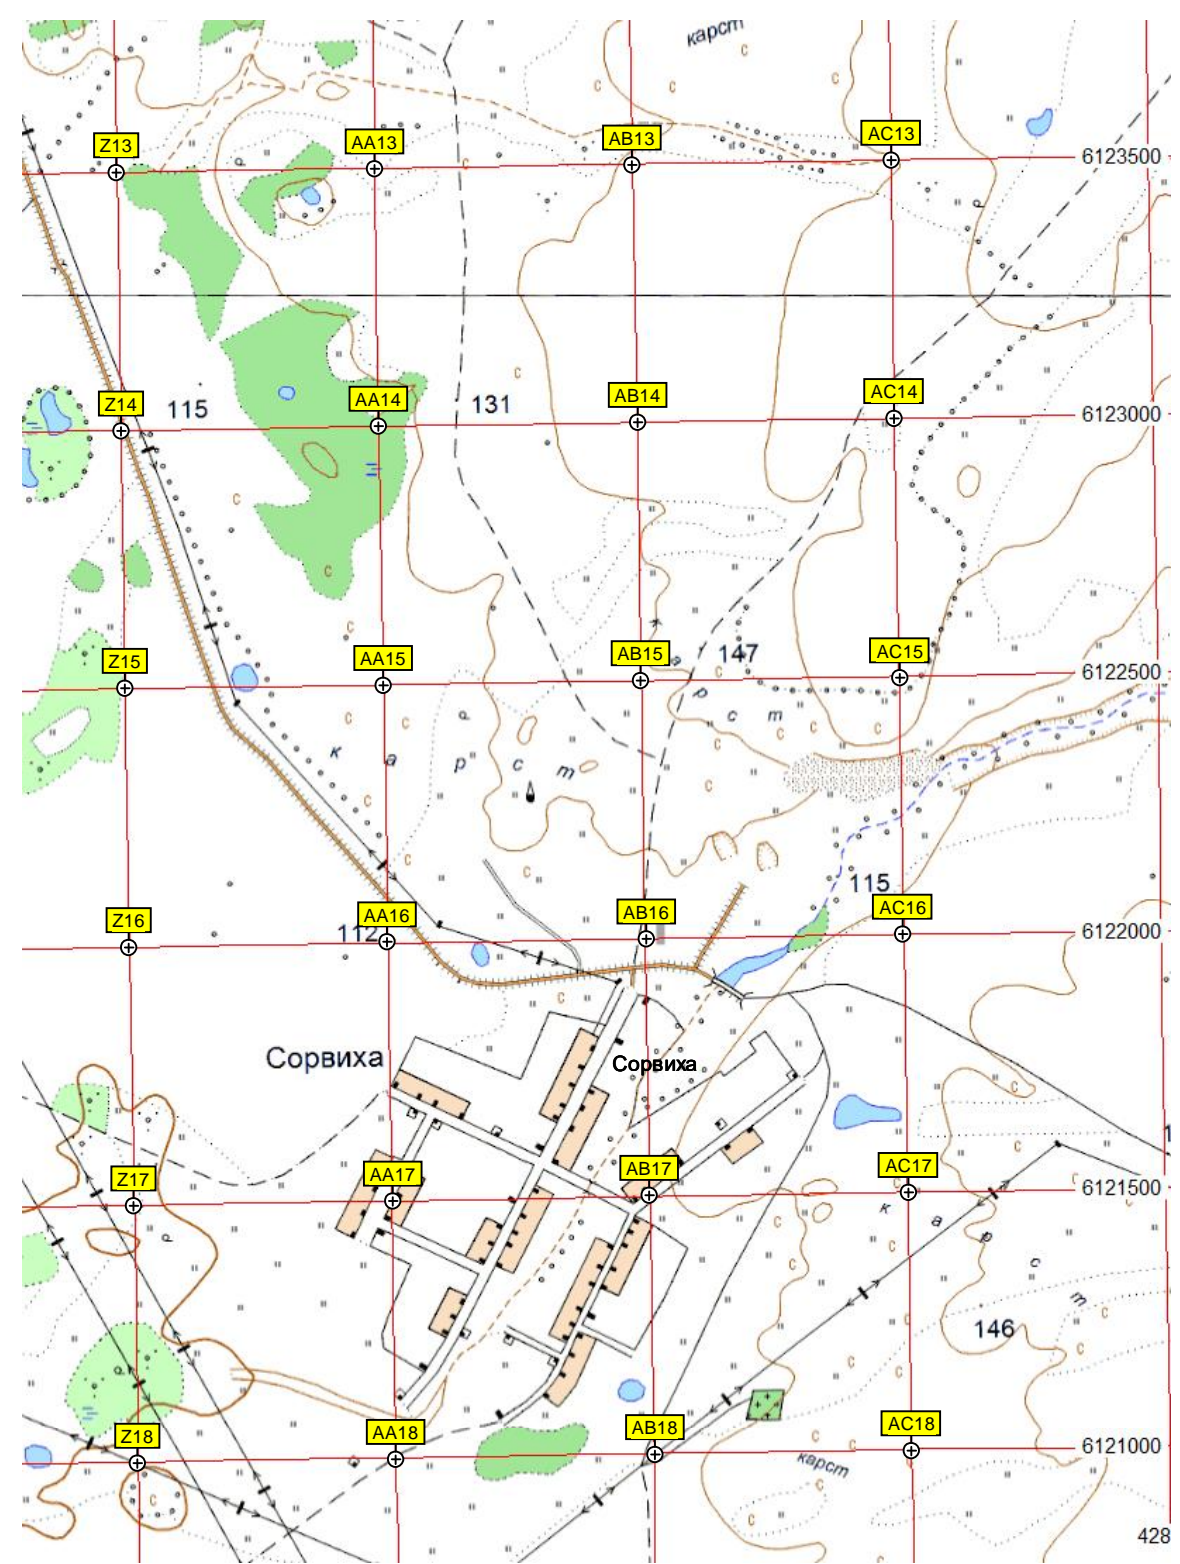 карст
Z13
AA13
AB13
AC13
6123500
Z14
115
AA14
131
AB14
AC14
6123000
Z15
AA15
AB15
147
AC15
6122500
а р с т
к а р с т
115
Z16
AA16
112
AB16
AC16
6122000
Сорвиха
Сорвиха
1
Z17
AA17
AB17
AC17
6121500
к а р с т
146
Z18
AA18
AB18
AC18
6121000
карст
428